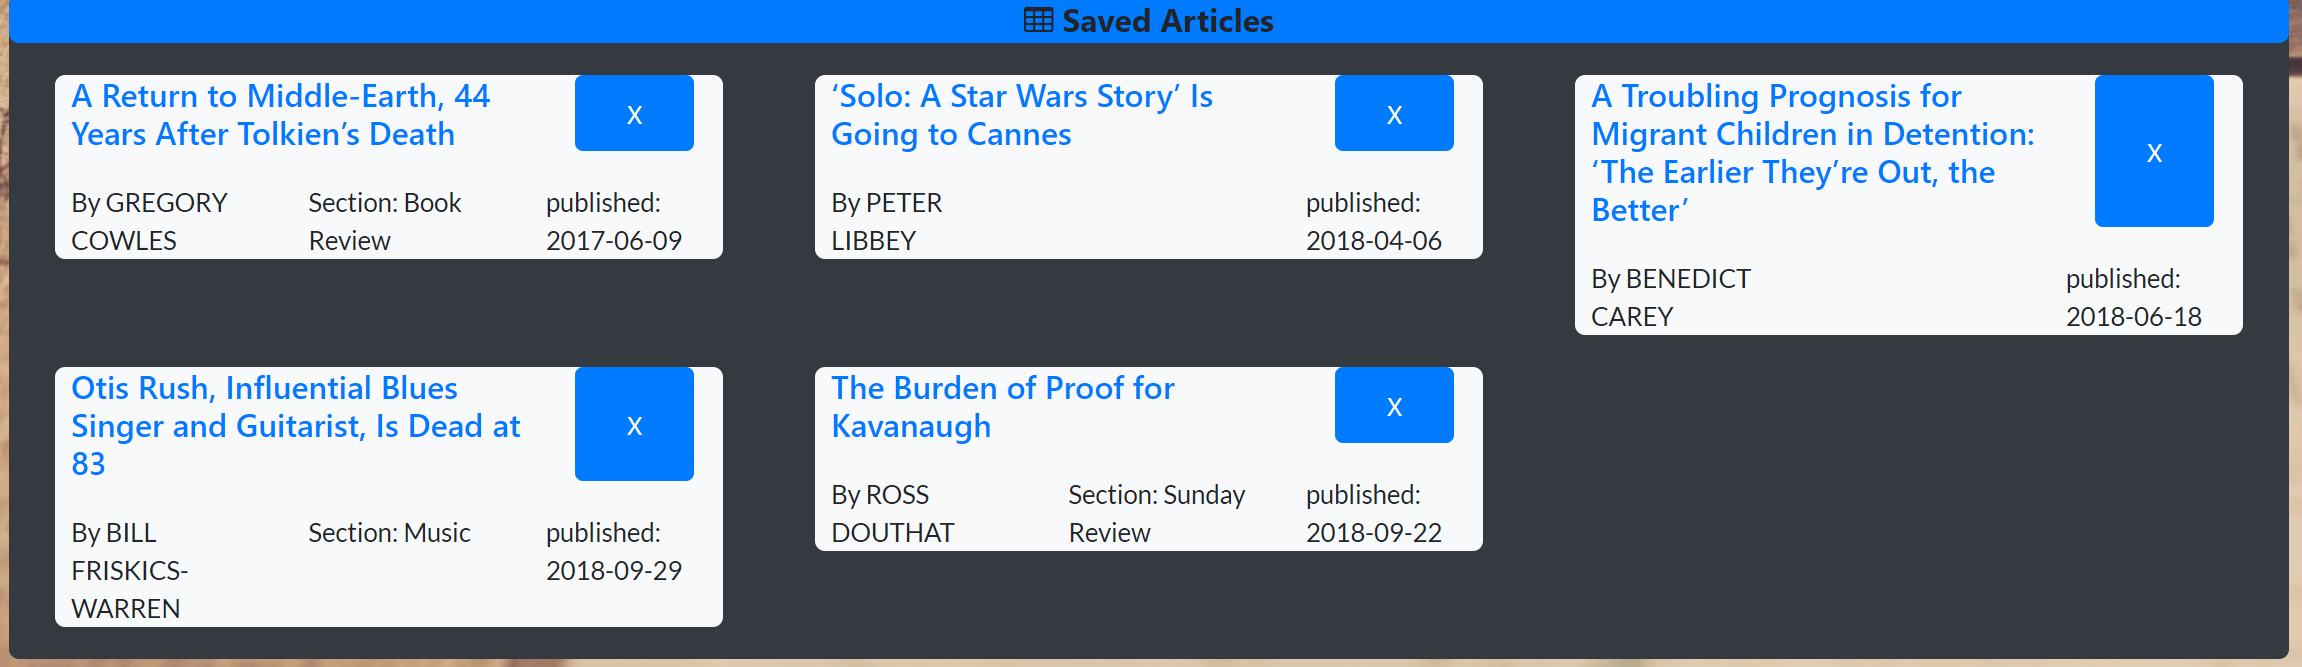 Saved Articles
A Return to Middle-Earth, 44
Years After Tolkien’s Death
X
By GREGORY
COWLES
Section: Book
Review
published:
2017-06-09
‘Solo: A Star Wars Story’ Is
Going to Cannes
X
By PETER
LIBBEY
published:
2018-04-06
A Troubling Prognosis for
Migrant Children in Detention:
‘The Earlier They’re Out, the
Better’
X
By BENEDICT
CAREY
published:
2018-06-18
Otis Rush, Influential Blues
Singer and Guitarist, Is Dead at
83
X
By BILL
FRISKICS-
WARREN
Section: Music
published:
2018-09-29
The Burden of Proof for
Kavanaugh
X
By ROSS
DOUTHAT
Section: Sunday
Review
published:
2018-09-22